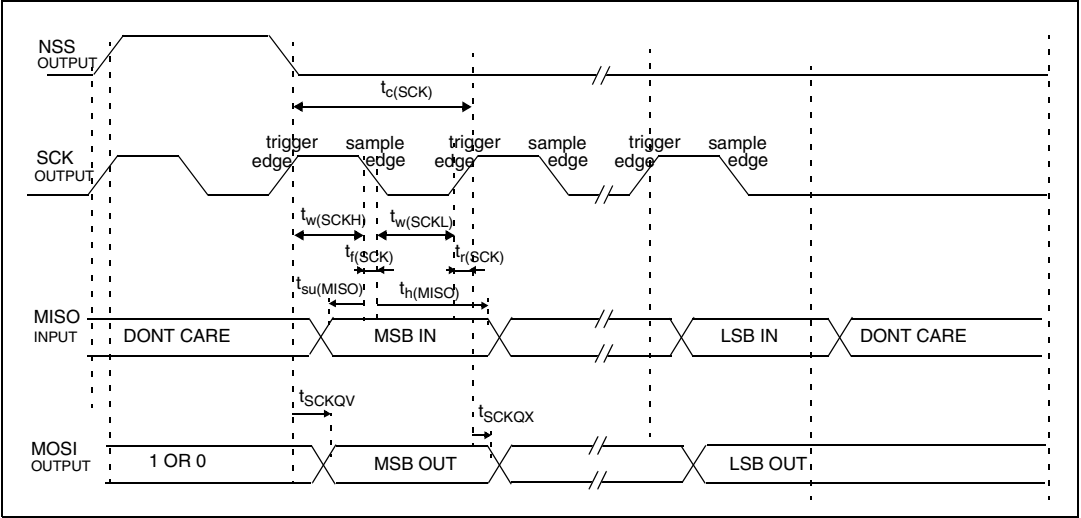 NSS
OUTPUT
tc(SCK)
SCK
OUTPUT
trigger
edge
sample
edge
trigger
edge
sample
edge
trigger
edge
sample
edge
tw(SCKH)
tw(SCKL)
tf(SCK)
tr(SCK)
tsu(MISO)
th(MISO)
MISO
INPUT
DONT CARE
MSB IN
LSB IN
DONT CARE
tSCKQV
tSCKQX
MOSI
OUTPUT
1 OR 0
MSB OUT
LSB OUT